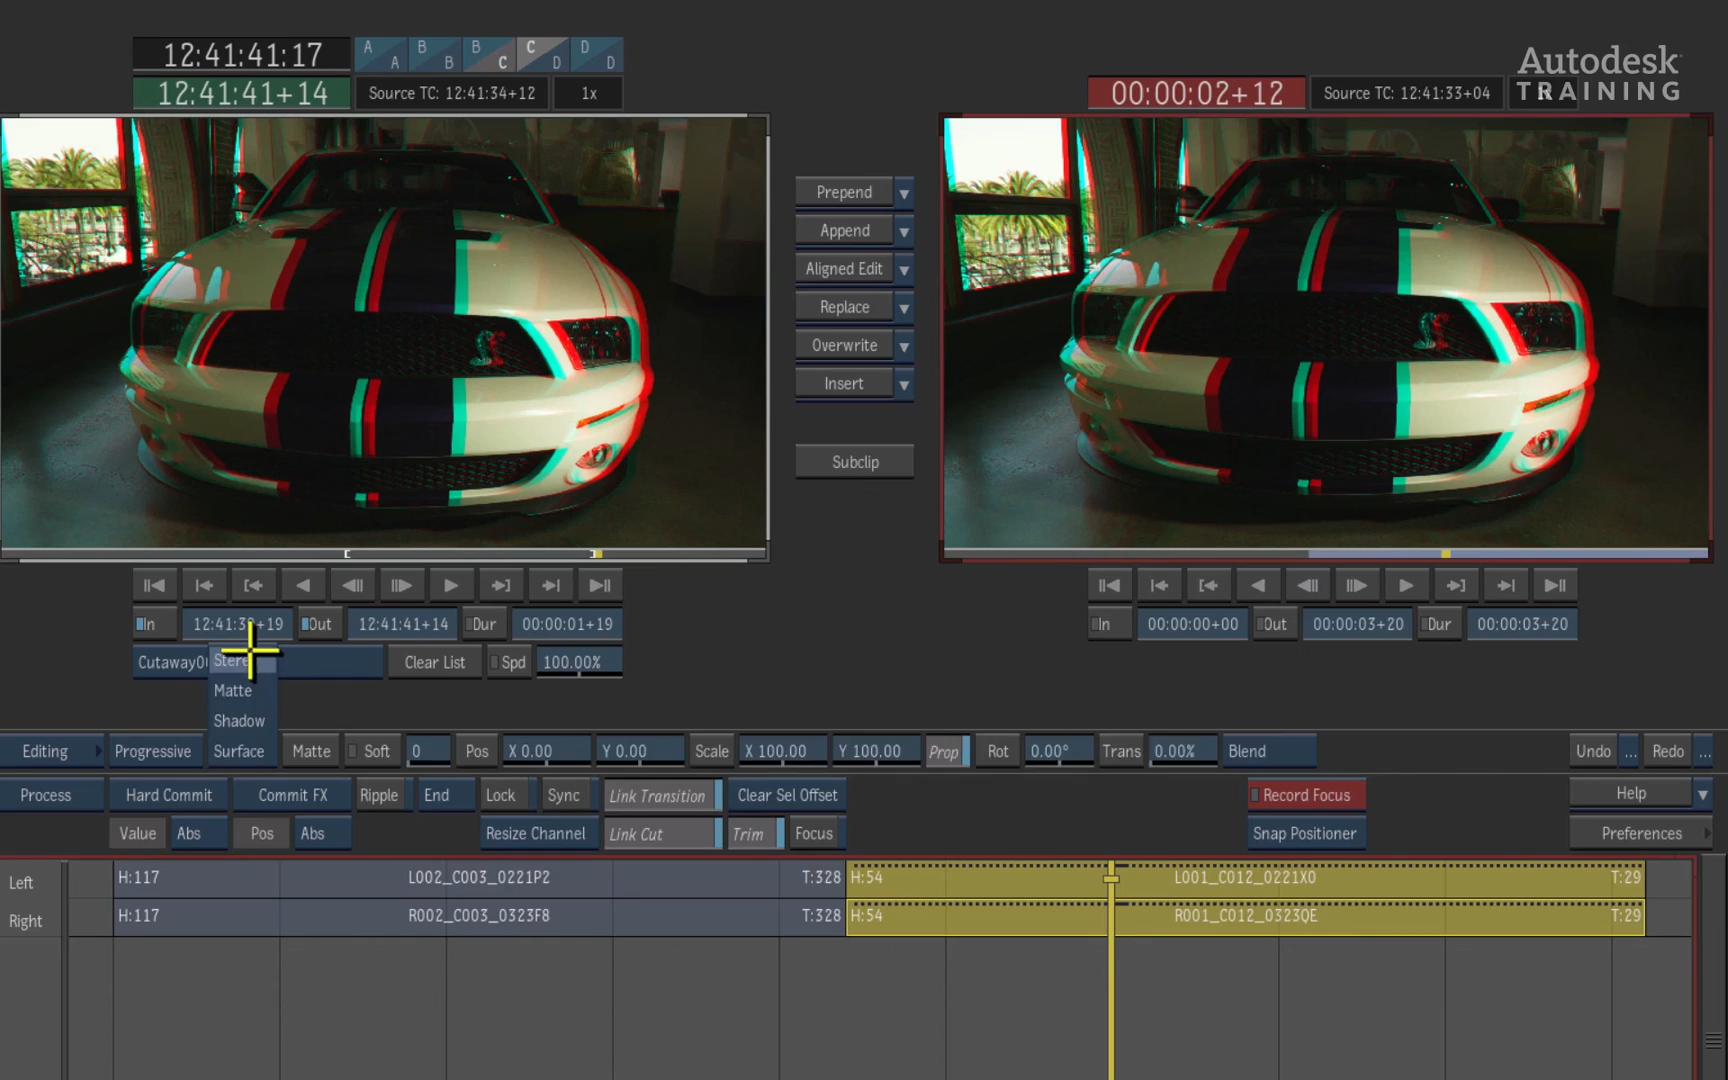 12:41:41:17
A A B B B C C D D D
Autodesk
TRAINING
12:41:41+14
Source TC: 12:41:34+12
1x
00:00:02+12
Source TC: 12:41:33+04
Prepend
Append
Aligned Edit
Replace
Overwrite
Insert
Subclip
In 12:41:39+19 Out 12:41:41+14 Dur 00:00:01+19
In 00:00:00+00 Out 00:00:03+20 Dur 00:00:03+20
Clear List Spd 100.00%
Matte
Shadow
Editing Progressive Surface Matte Soft 0 Pos X 0.00 Y 0.00 Scale X 100.00 Y 100.00 Prop Rot 0.00° Trans 0.00% Blend Undo ... Redo ...
Process Hard Commit Commit FX Ripple End Lock Sync Link Transition Clear Sel Offset Record Focus Help
Value Abs Pos Abs Resize Channel Link Cut Trim Focus Snap Positioner Preferences
Left H:117 L002_C003_0221P2 T:328 H:54 L001_C012_0221X0 T:29
Right H:117 R002_C003_0323F8 T:328 H:54 R001_C012_0323QE T:29